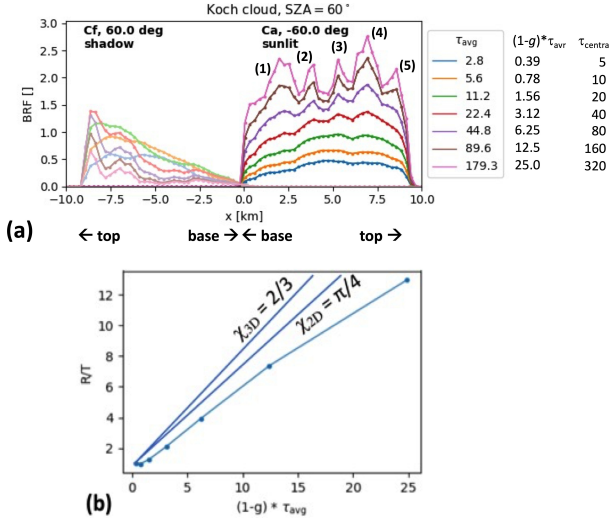 Koch cloud, SZA = 60°
Cf, 60.0 deg
shadow
Ca, -60.0 deg
sunlit
(1) (2) (3) (4) (5)
BRF []
3.0
2.5
2.0
1.5
1.0
0.5
0.0
−10.0 −7.5 −5.0 −2.5 0.0 2.5 5.0 7.5 10.0
x [km]
← top base → ← base top →
(a)
τavg (1-g)*τavr τcentra
2.8 0.39 5
5.6 0.78 10
11.2 1.56 20
22.4 3.12 40
44.8 6.25 80
89.6 12.5 160
179.3 25.0 320
χ3D = 2/3
χ2D = π/4
R/T
12
10
8
6
4
2
0 5 10 15 20 25
(1-g) * τavg
(b)